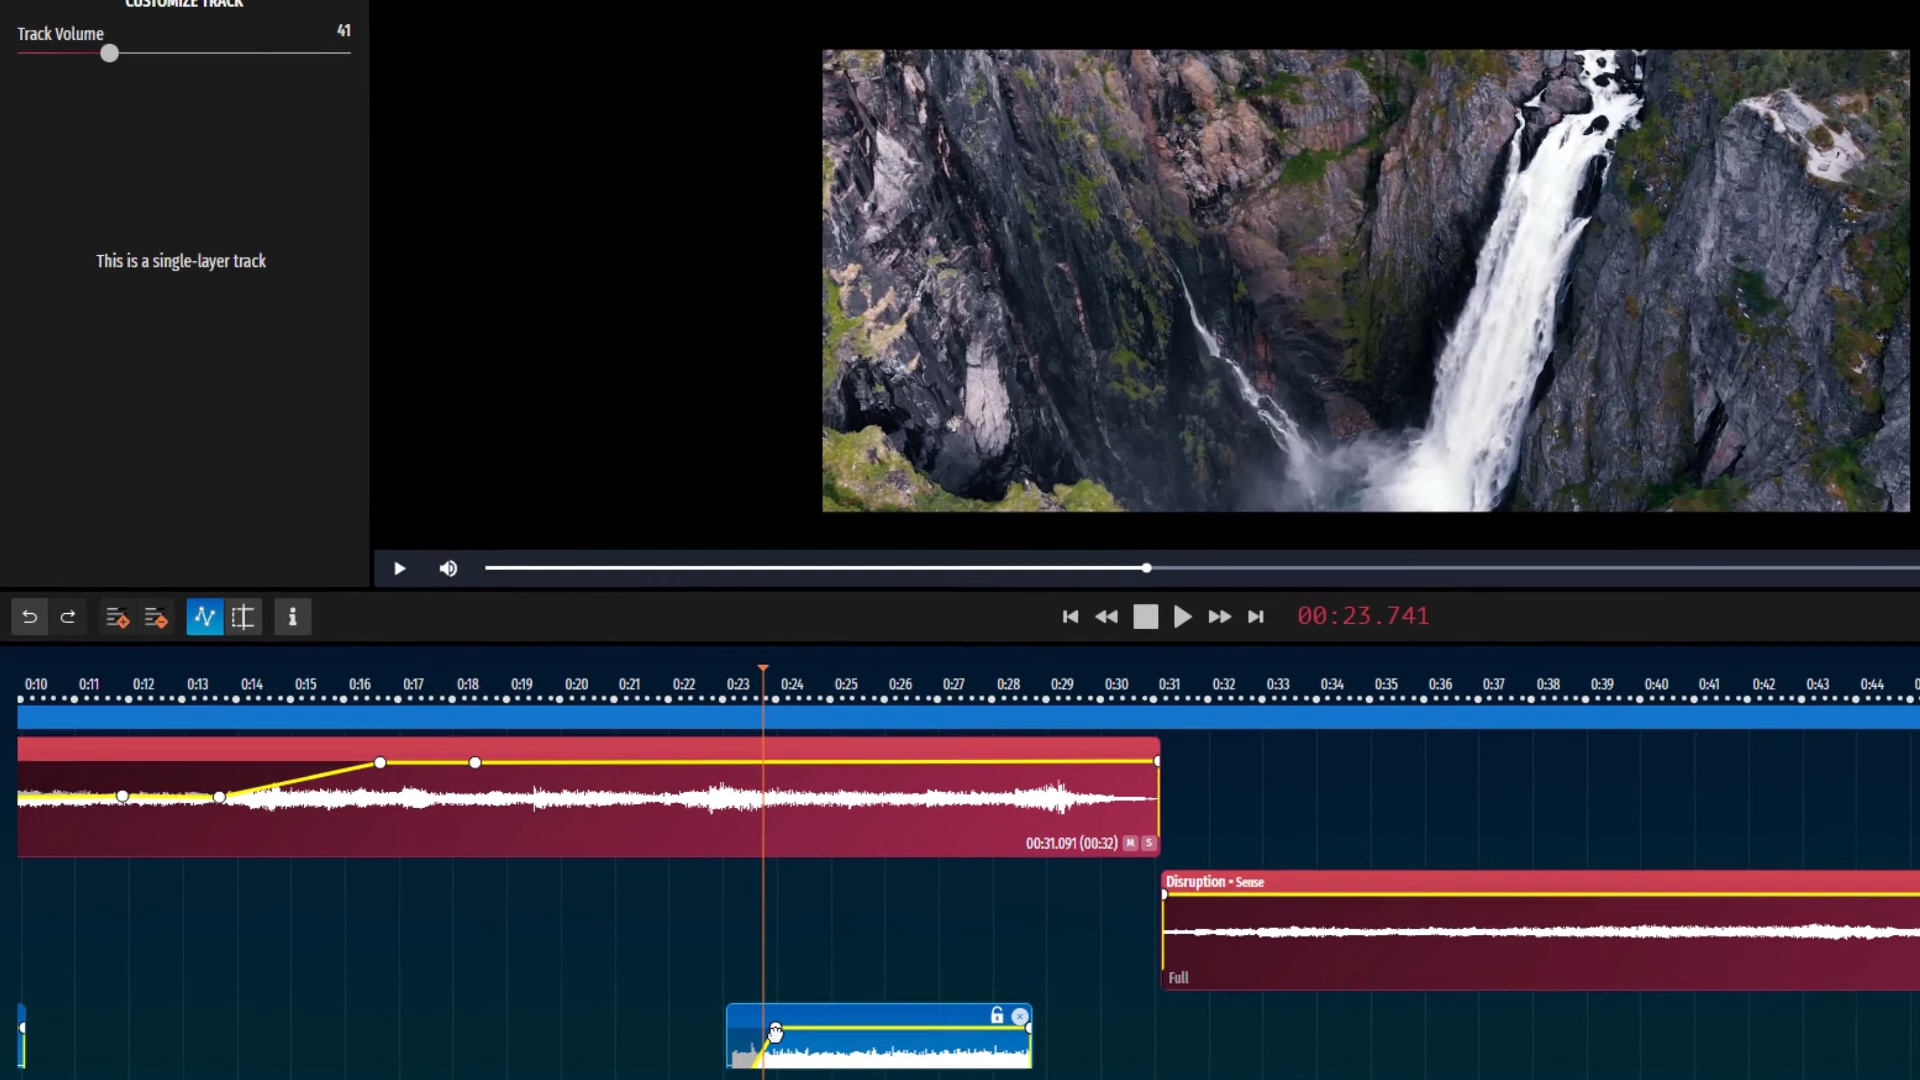 CUSTOMIZE TRACK
Track Volume 41
This is a single-layer track
00:23.741
0:10 0:11 0:12 0:13 0:14 0:15 0:16 0:17 0:18 0:19 0:20 0:21 0:22 0:23 0:24 0:25 0:26 0:27 0:28 0:29 0:30 0:31 0:32 0:33 0:34 0:35 0:36 0:37 0:38 0:39 0:40 0:41 0:42 0:43 0:44
00:31.091 (00:32) M S
Disruption • Sense
Full